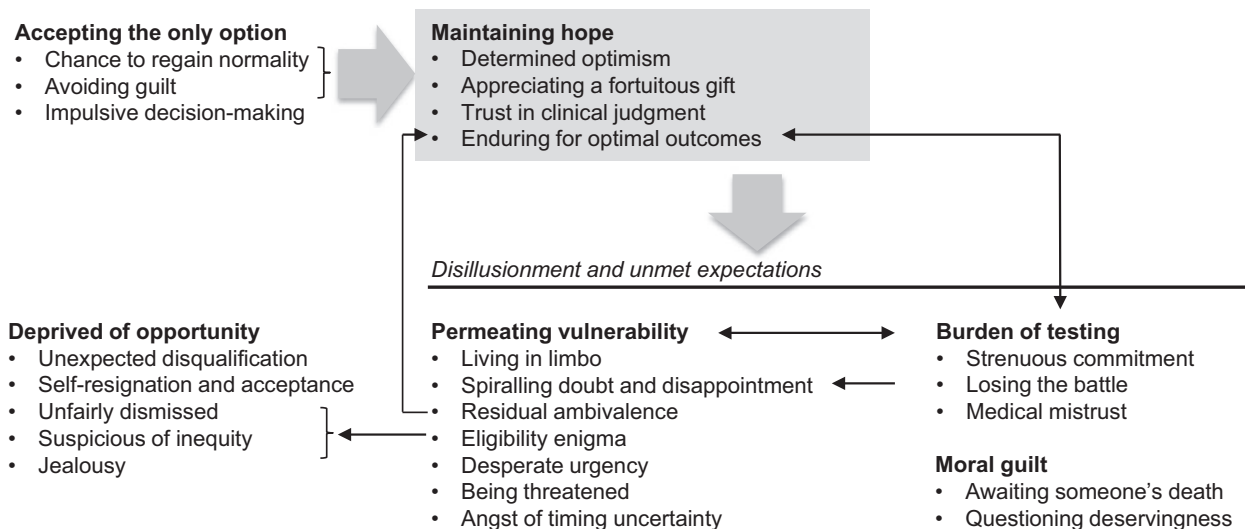 Accepting the only option
• Chance to regain normality
• Avoiding guilt
• Impulsive decision-making
Maintaining hope
• Determined optimism
• Appreciating a fortuitous gift
• Trust in clinical judgment
• Enduring for optimal outcomes
Disillusionment and unmet expectations
Deprived of opportunity
• Unexpected disqualification
• Self-resignation and acceptance
• Unfairly dismissed
• Suspicious of inequity
• Jealousy
Permeating vulnerability
• Living in limbo
• Spiralling doubt and disappointment
• Residual ambivalence
• Eligibility enigma
• Desperate urgency
• Being threatened
• Angst of timing uncertainty
Burden of testing
• Strenuous commitment
• Losing the battle
• Medical mistrust
Moral guilt
• Awaiting someone’s death
• Questioning deservingness